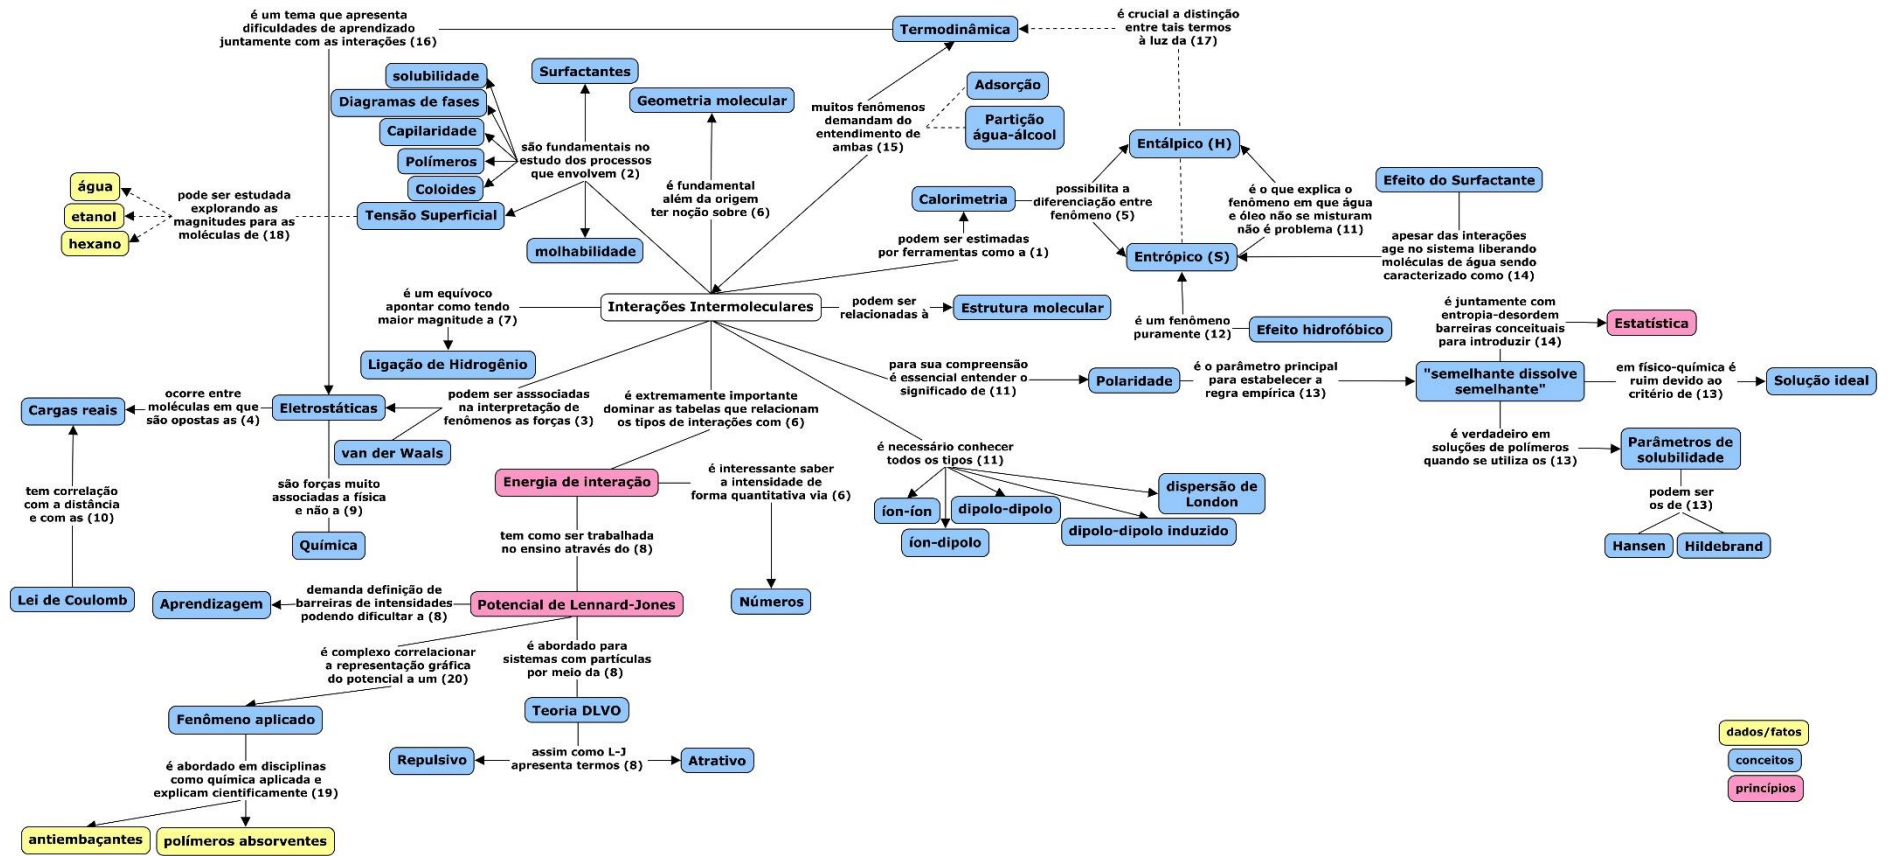 é um tema que apresenta
dificuldades de aprendizado
juntamente com as interações (16)
Termodinâmica
é crucial a distinção
entre tais termos
à luz da (17)
solubilidade
Diagramas de fases
Capilaridade
Polímeros
Coloides
Tensão Superficial
Surfactantes
são fundamentais no
estudo dos processos
que envolvem (2)
molhabilidade
Geometria molecular
é fundamental
além da origem
ter noção sobre (6)
muitos fenômenos
demandam do
entendimento de
ambas (15)
Adsorção
Partição
água-álcool
água
etanol
hexano
pode ser estudada
explorando as
magnitudes para as
moléculas de (18)
Calorimetria
podem ser estimadas
por ferramentas como a (1)
possibilita a
diferenciação entre
fenômeno (5)
Entálpico (H)
Entrópico (S)
é o que explica o
fenômeno em que água
e óleo não se misturam
não é problema (11)
Efeito do Surfactante
apesar das interações
age no sistema liberando
moléculas de água sendo
caracterizado como (14)
é um fenômeno
puramente (12)
Efeito hidrofóbico
é um equívoco
apontar como tendo
maior magnitude a (7)
Ligação de Hidrogênio
Interações Intermoleculares
podem ser
relacionadas à
Estrutura molecular
é juntamente com
entropia-desordem
barreiras conceituais
para introduzir (14)
Estatística
para sua compreensão
é essencial entender o
significado de (11)
Polaridade
é o parâmetro principal
para estabelecer a
regra empírica (13)
"semelhante dissolve
semelhante"
em físico-química é
ruim devido ao
critério de (13)
Solução ideal
Cargas reais
ocorre entre
moléculas em que
são opostas as (4)
Eletrostáticas
podem ser asssociadas
na interpretação de
fenômenos as forças (3)
van der Waals
é extremamente importante
dominar as tabelas que relacionam
os tipos de interações com (6)
é necessário conhecer
todos os tipos (11)
é verdadeiro em
soluções de polímeros
quando se utiliza os (13)
Parâmetros de
solubilidade
podem ser
os de (13)
Hansen
Hildebrand
tem correlação
com a distância
e com as (10)
Lei de Coulomb
são forças muito
associadas a física
e não a (9)
Química
Energia de interação
é interessante saber
a intensidade de
forma quantitativa via (6)
Números
íon-íon
íon-dipolo
dipolo-dipolo
dipolo-dipolo induzido
dispersão de
London
tem como ser trabalhada
no ensino através do (8)
Aprendizagem
demanda definição de
barreiras de intensidades
podendo dificultar a (8)
Potencial de Lennard-Jones
é complexo correlacionar
a representação gráfica
do potencial a um (20)
é abordado para
sistemas com partículas
por meio da (8)
Fenômeno aplicado
Teoria DLVO
Repulsivo
assim como L-J
apresenta termos (8)
Atrativo
é abordado em disciplinas
como química aplicada e
explicam cientificamente (19)
antiembaçantes
polímeros absorventes
dados/fatos
conceitos
princípios